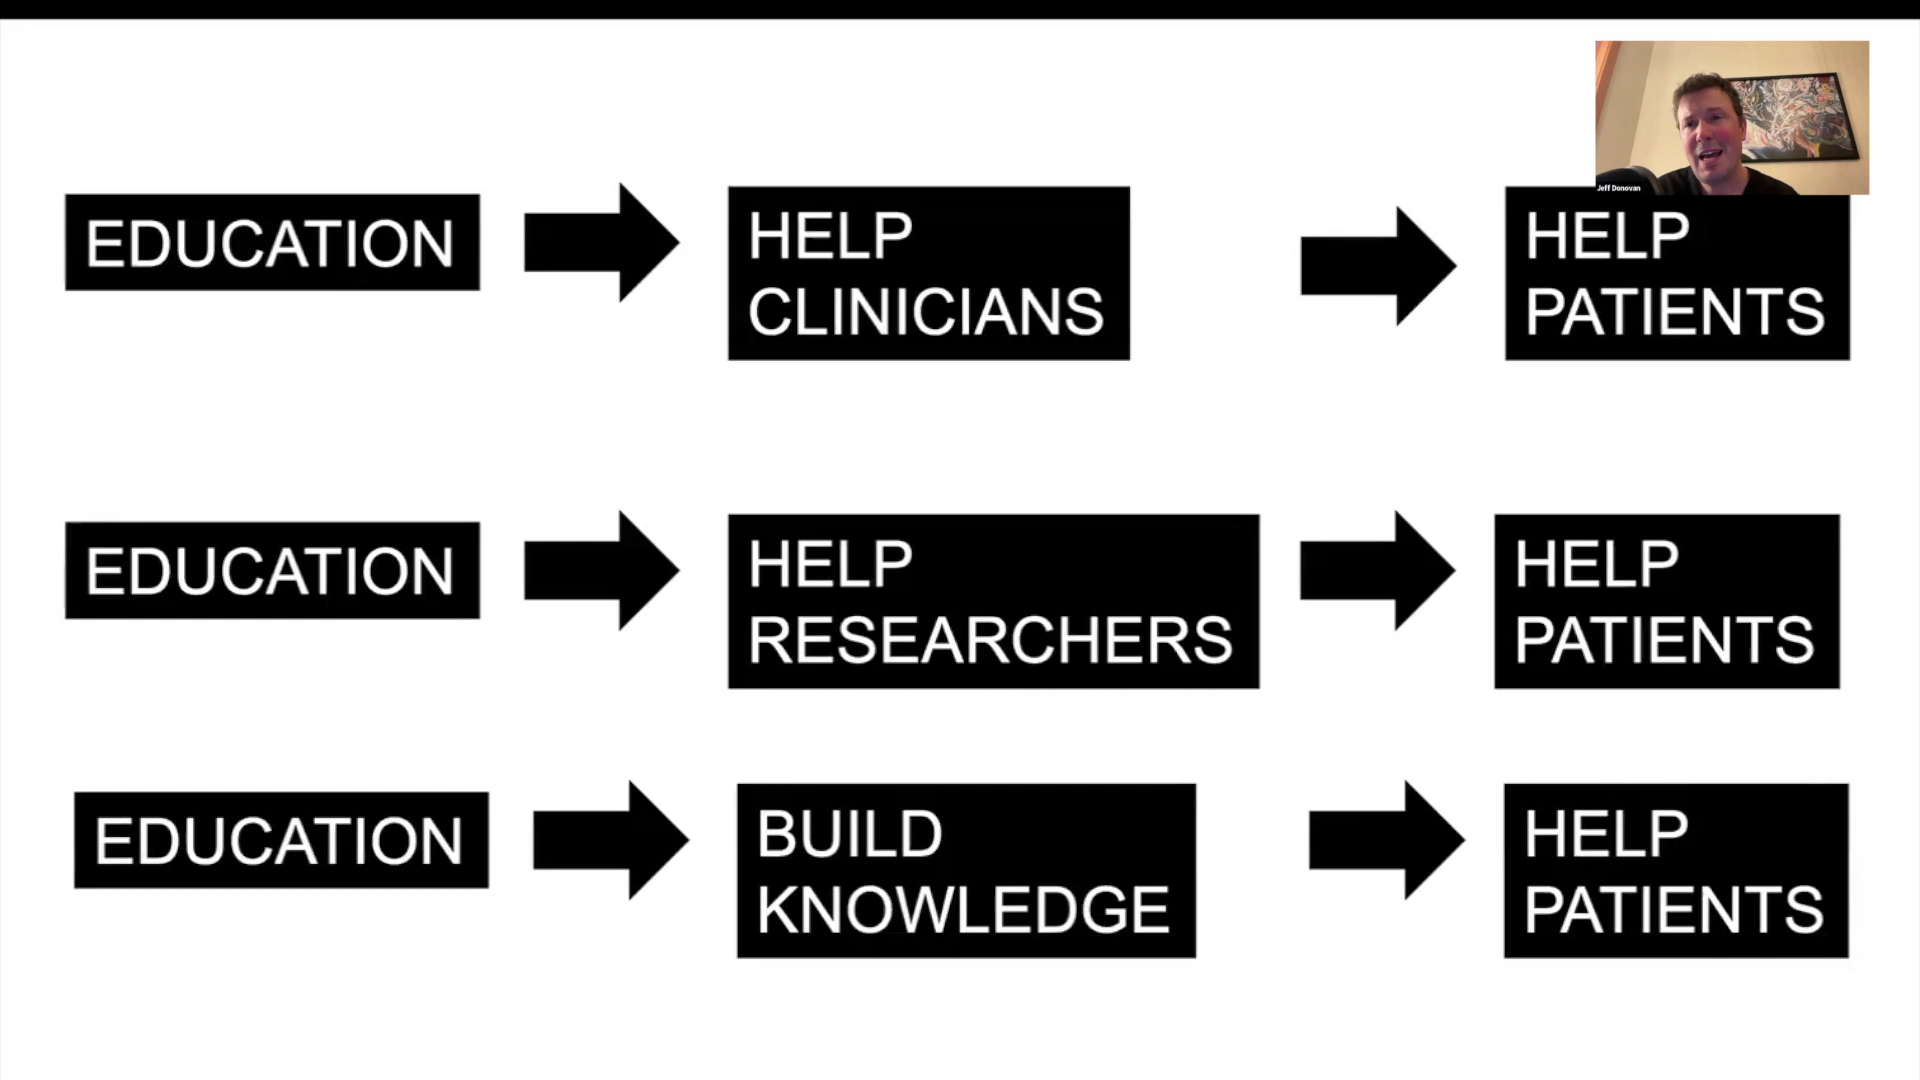 EDUCATION
HELP
CLINICIANS
HELP
PATIENTS
Jeff Donovan
EDUCATION
HELP
RESEARCHERS
HELP
PATIENTS
EDUCATION
BUILD
KNOWLEDGE
HELP
PATIENTS